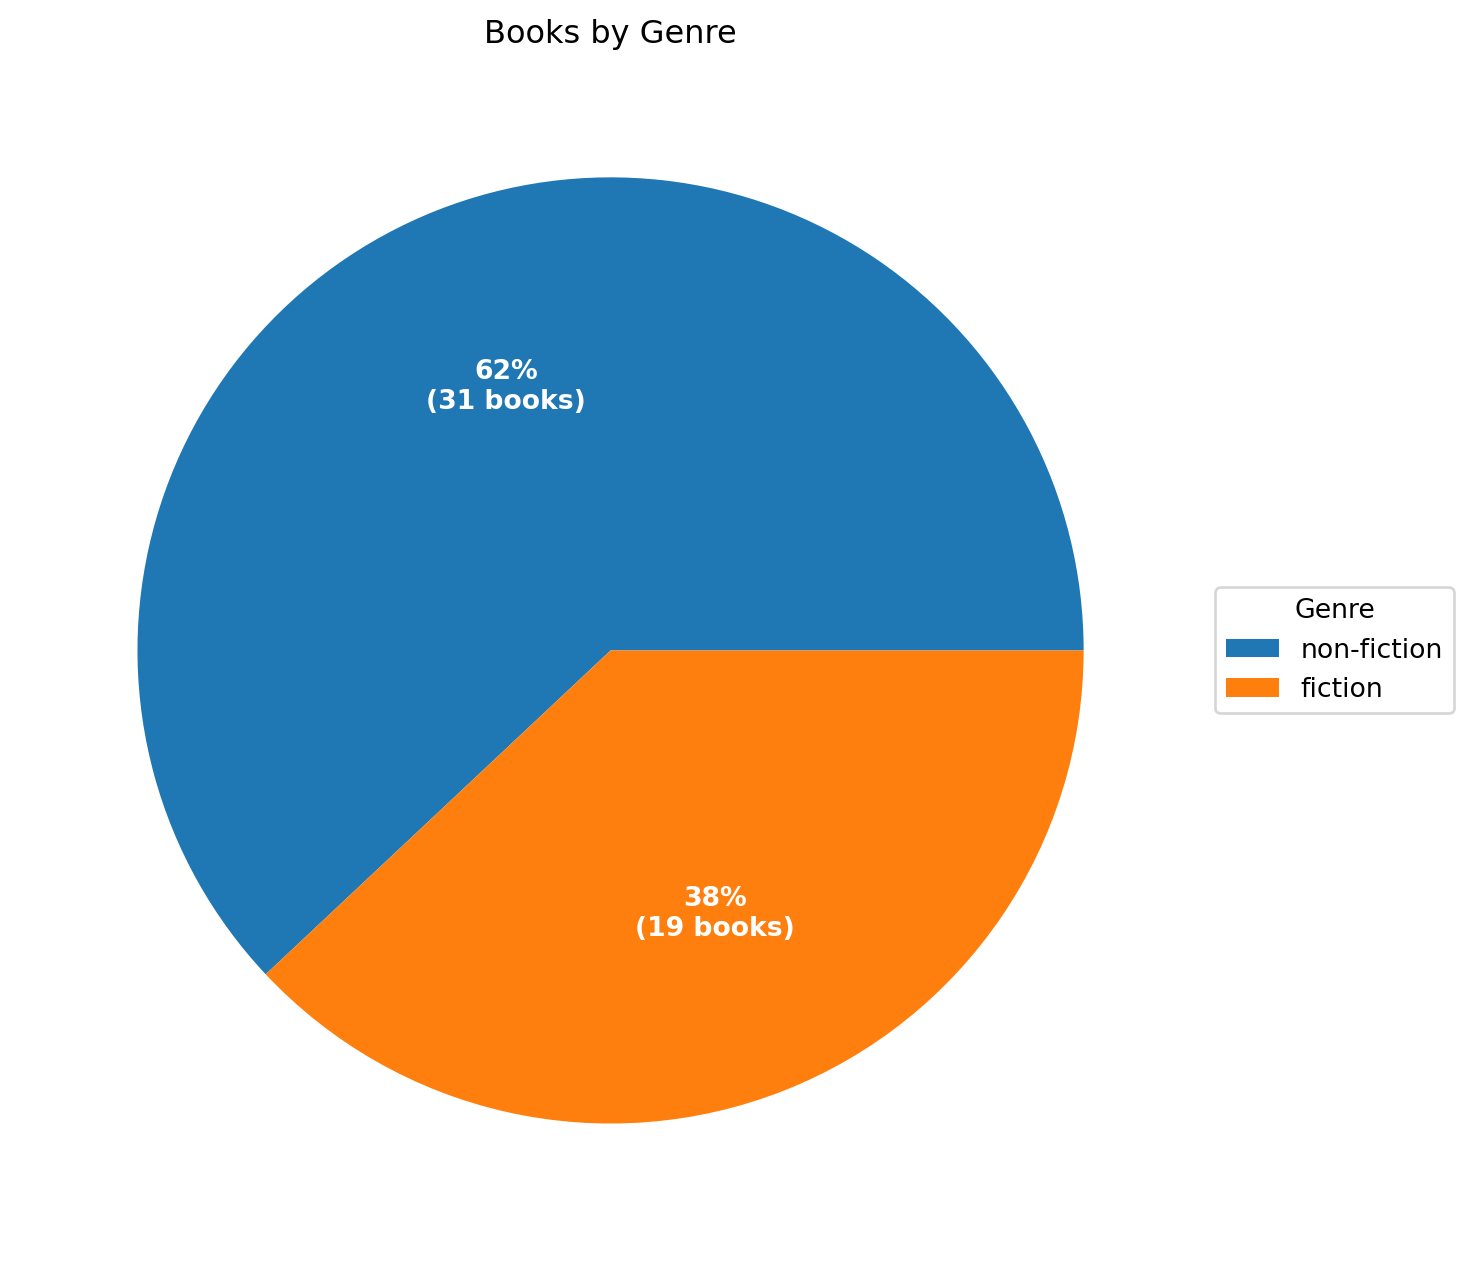 Books by Genre
62%
(31 books)
38%
(19 books)
Genre
non-fiction
fiction